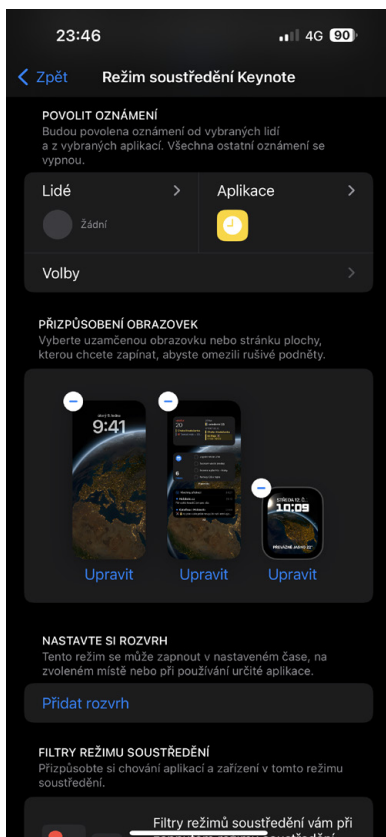 23:46
4G 90
Zpět Režim soustředění Keynote
POVOLIT OZNÁMENÍ
Budou povolena oznámení od vybraných lidí
a z vybraných aplikací. Všechna ostatní oznámení se
vypnou.
Lidé
Žádní
Aplikace
Volby
PŘIZPŮSOBENÍ OBRAZOVEK
Vyberte uzamčenou obrazovku nebo stránku plochy,
kterou chcete zapínat, abyste omezili rušivé podněty.
9:41
20
6
STŘEDA 12. Č.
10:09
Upravit
Upravit
Upravit
NASTAVTE SI ROZVRH
Tento režim se může zapnout v nastaveném čase, na
zvoleném místě nebo při používání určité aplikace.
Přidat rozvrh
FILTRY REŽIMU SOUSTŘEDĚNÍ
Přizpůsobte si chování aplikací a zařízení v tomto režimu
soustředění.
Filtry režimů soustředění vám při